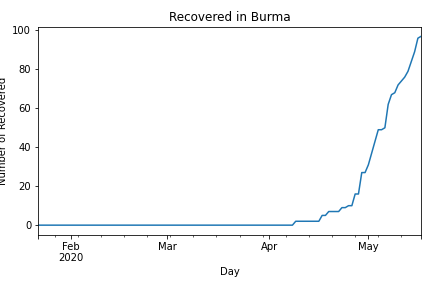 Recovered in Burma
100
80
60
40
20
0
Number of Recovered
Feb
2020
Mar
Apr
May
Day